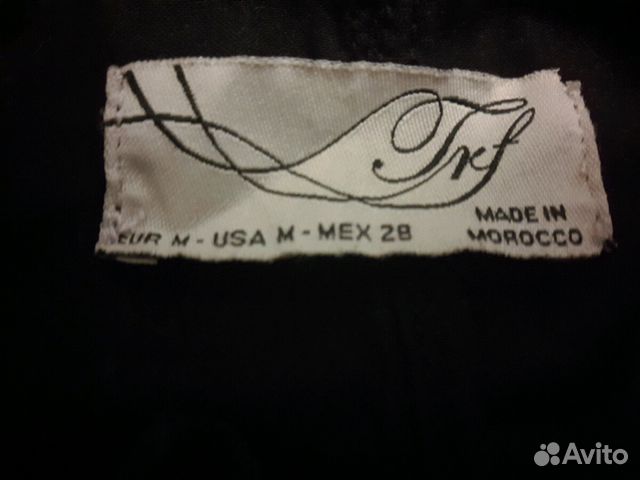 Trf
EUR M - USA M - MEX 28
MADE IN
MOROCCO
Avito